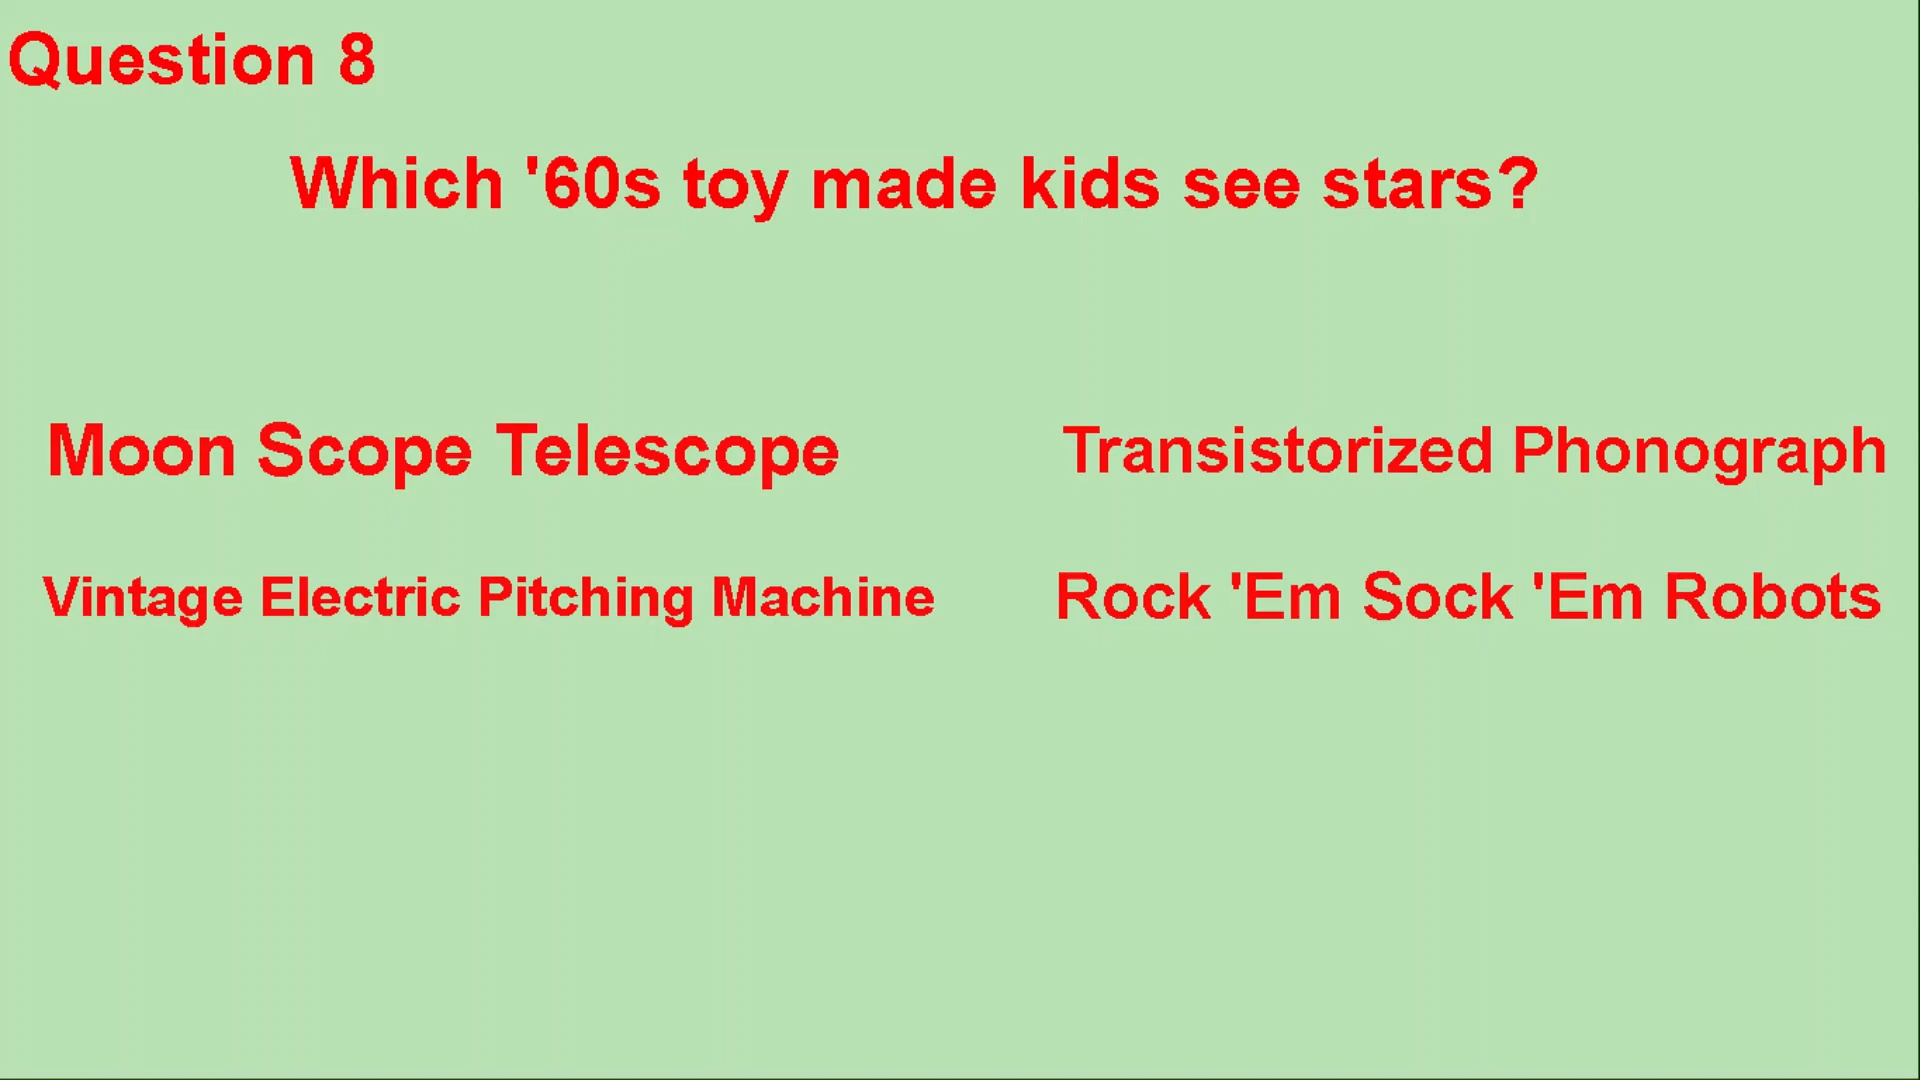 Question 8
Which '60s toy made kids see stars?
Moon Scope Telescope
Transistorized Phonograph
Vintage Electric Pitching Machine
Rock 'Em Sock 'Em Robots